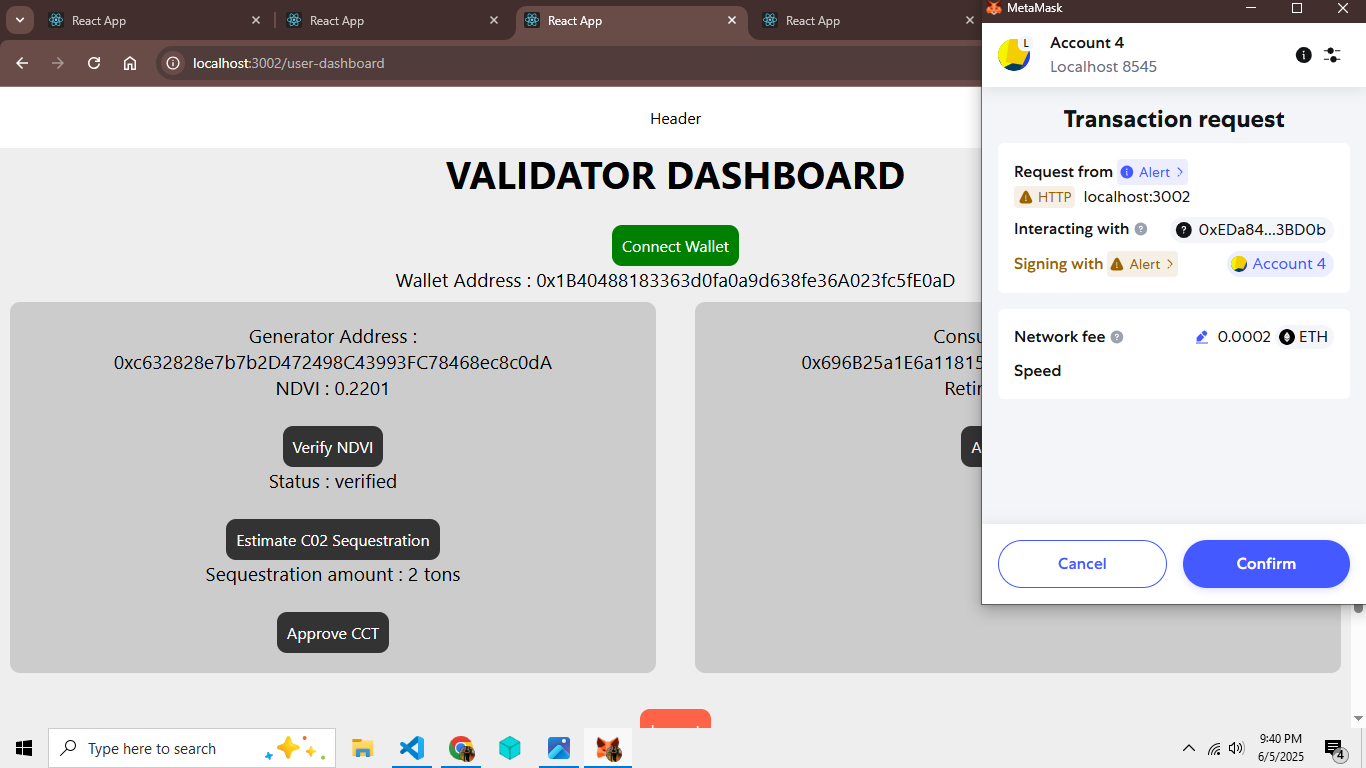 React App
React App
React App
React App
MetaMask
localhost:3002/user-dashboard
Account 4
L
Localhost 8545
Header
Transaction request
VALIDATOR DASHBOARD
Request from Alert >
HTTP localhost:3002
Interacting with ? 0xEDa84...3BD0b
Signing with Alert > Account 4
Connect Wallet
Wallet Address : 0x1B40488183363d0fa0a9d638fe36A023fc5fE0aD
Generator Address :
0xc632828e7b7b2D472498C43993FC78468ec8c0dA
NDVI : 0.2201
Verify NDVI
Status : verified
Estimate C02 Sequestration
Sequestration amount : 2 tons
Approve CCT
Consu
0x696B25a1E6a11815
Retir
A
Network fee ? 0.0002 ETH
Speed
Cancel
Confirm
Type here to search
9:40 PM
6/5/2025
4